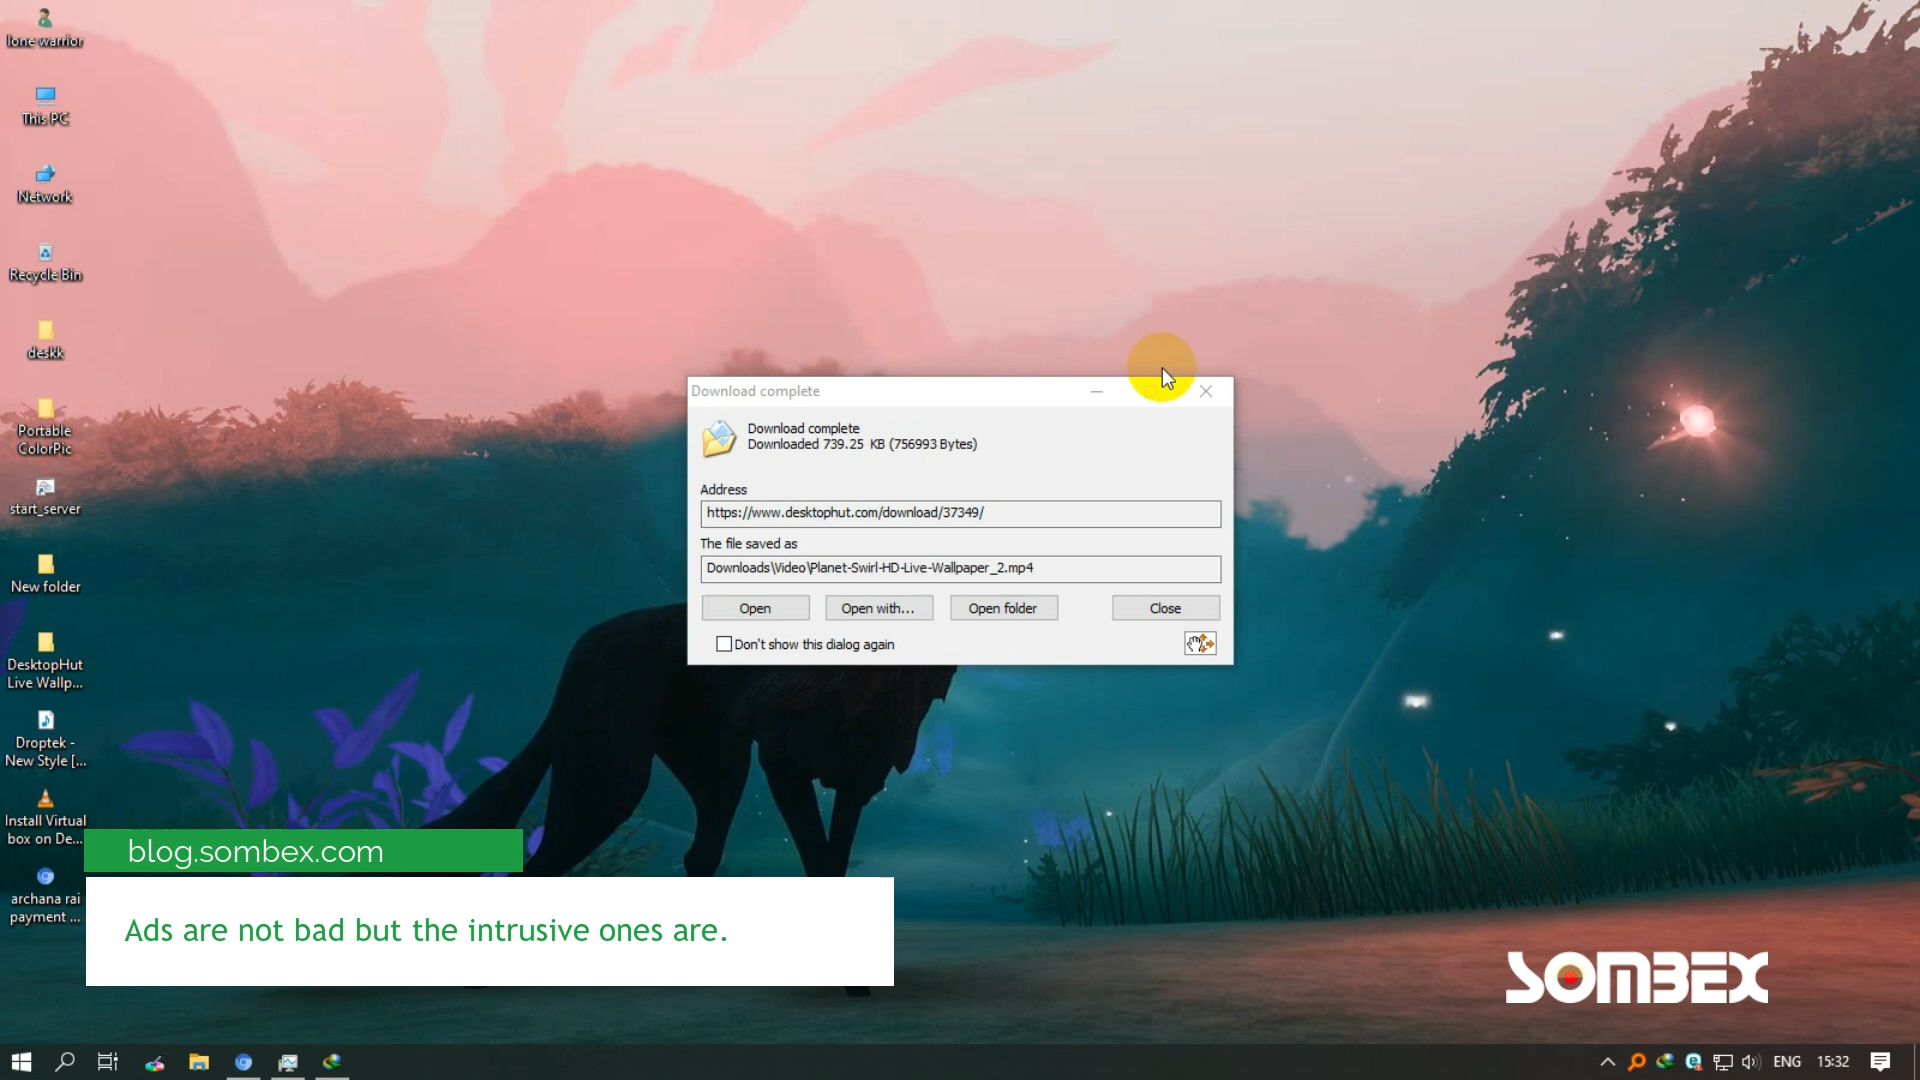 lone warrior
This PC
Network
Recycle Bin
deskk
Portable
ColorPic
start_server
New folder
DesktopHut
Live Wallp...
Droptek -
New Style [...
Install Virtual
box on De...
archana rai
payment ...
Download complete
Download complete
Downloaded 739.25 KB (756993 Bytes)
Address
https://www.desktophut.com/download/37349/
The file saved as
Downloads\Video\Planet-Swirl-HD-Live-Wallpaper_2.mp4
Open
Open with...
Open folder
Close
Don't show this dialog again
blog.sombex.com
Ads are not bad but the intrusive ones are.
SOMBEX
ENG
15:32